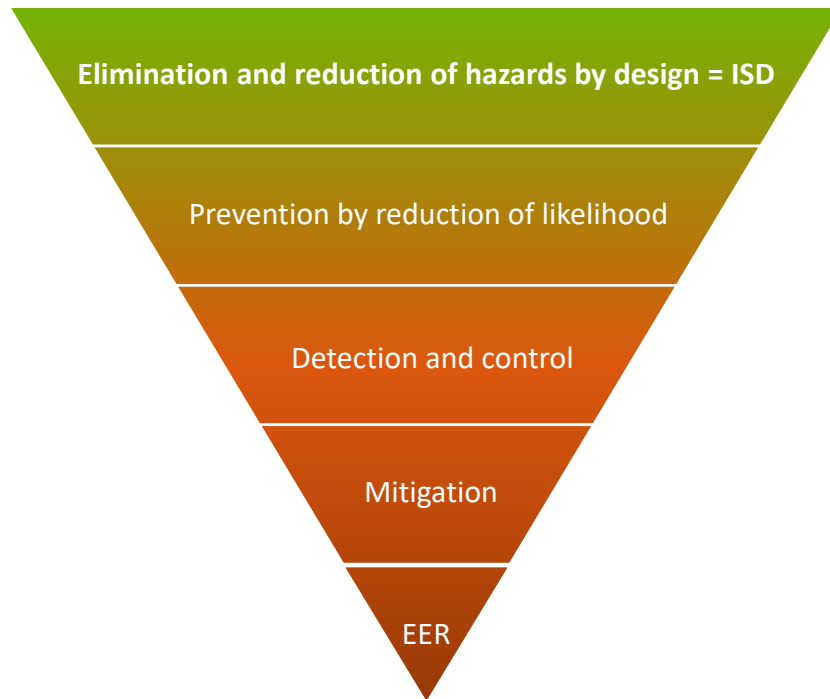 Elimination and reduction of hazards by design = ISD
Prevention by reduction of likelihood
Detection and control
Mitigation
EER